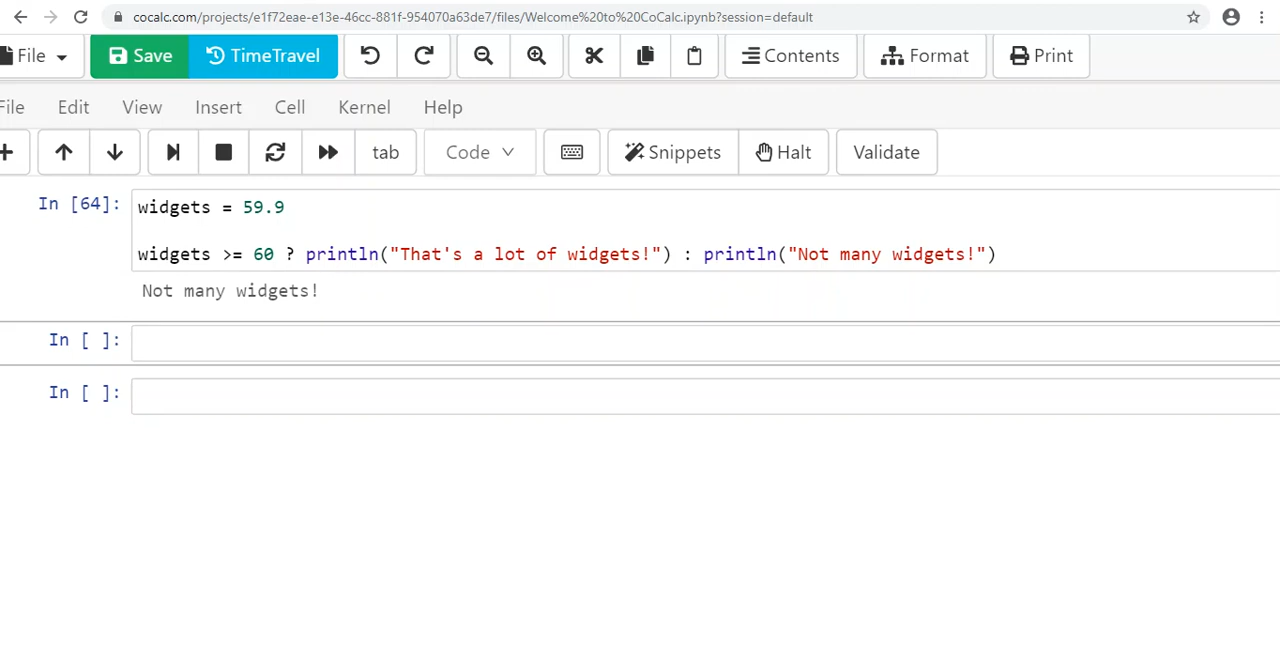 cocalc.com/projects/e1f72eae-e13e-46cc-881f-954070a63de7/files/Welcome%20to%20CoCalc.ipynb?session=default
File Save TimeTravel Contents Format Print
File Edit View Insert Cell Kernel Help
tab Code Snippets Halt Validate
In [64]: widgets = 59.9
widgets >= 60 ? println("That's a lot of widgets!") : println("Not many widgets!")
Not many widgets!
In [ ]:
In [ ]: